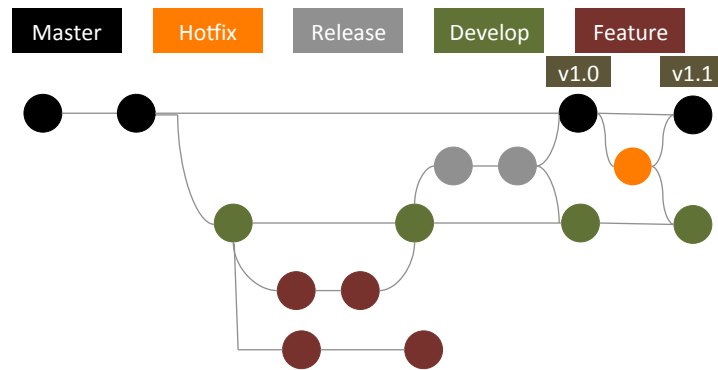 Master
Hotfix
Release
Develop
Feature
v1.0
v1.1